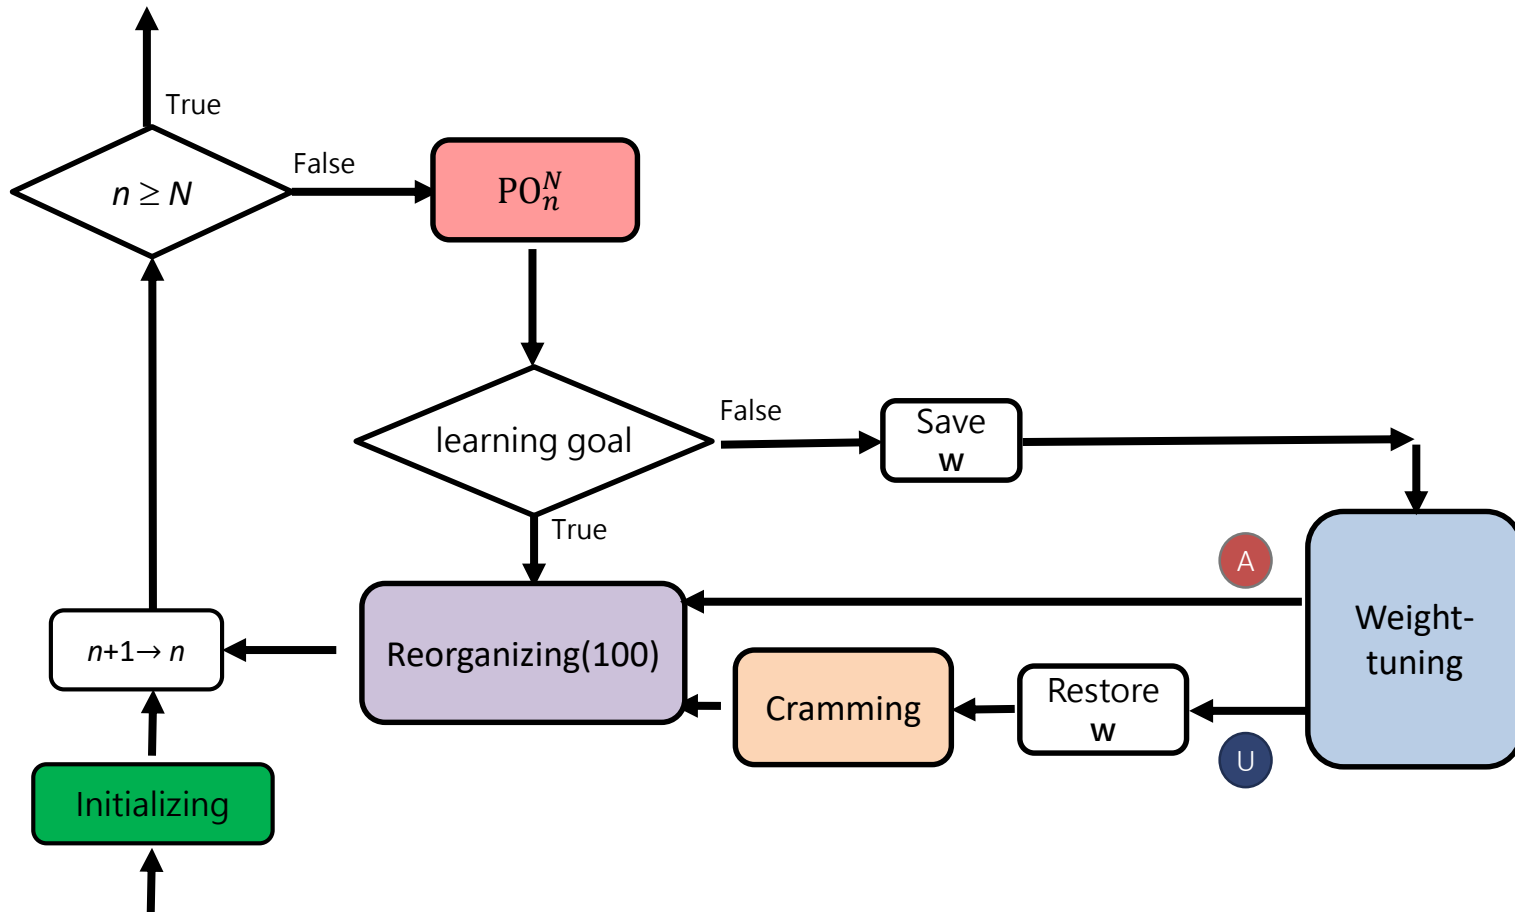 True
n ≥ N
False
PO_n^N
learning goal
False
Save
w
True
A
Weight-
tuning
n+1→ n
Reorganizing(100)
Cramming
Restore
w
U
Initializing